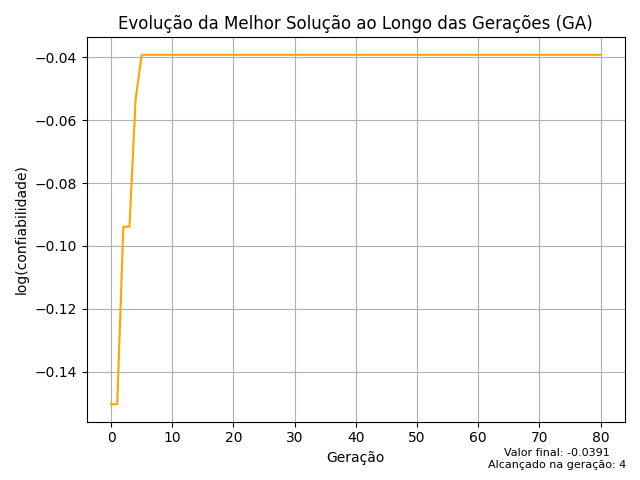 Evolução da Melhor Solução ao Longo das Gerações (GA)
−0.04
−0.06
−0.08
−0.10
−0.12
−0.14
log(confiabilidade)
0 10 20 30 40 50 60 70 80
Geração
Valor final: -0.0391
Alcançado na geração: 4